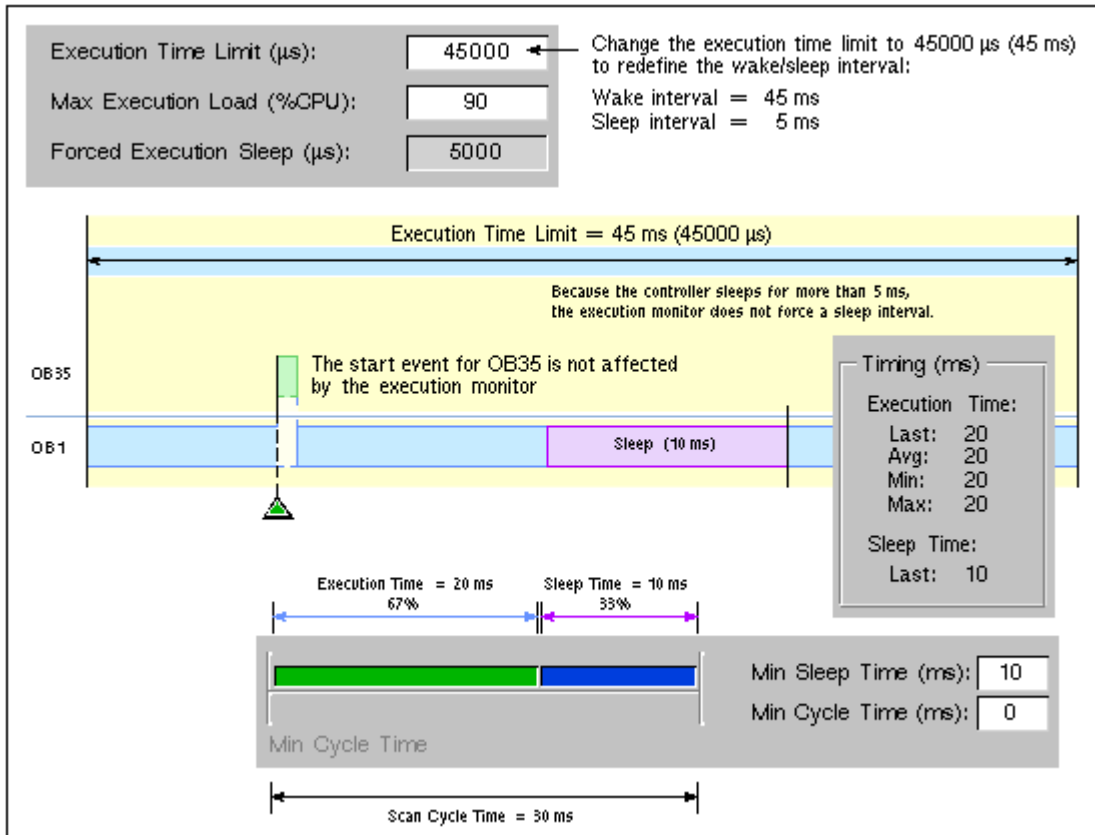 Execution Time Limit (µs): 45000
Change the execution time limit to 45000 µs (45 ms)
to redefine the wake/sleep interval:
Max Execution Load (%CPU): 90
Wake interval = 45 ms
Sleep interval = 5 ms
Forced Execution Sleep (µs): 5000
Execution Time Limit = 45 ms (45000 µs)
Because the controller sleeps for more than 5 ms,
the execution monitor does not force a sleep interval.
OB35
The start event for OB35 is not affected
by the execution monitor
OB1
Sleep (10 ms)
Timing (ms)
Execution Time:
Last: 20
Avg: 20
Min: 20
Max: 20
Sleep Time:
Last: 10
Execution Time = 20 ms
67%
Sleep Time = 10 ms
33%
Min Sleep Time (ms): 10
Min Cycle Time (ms): 0
Min Cycle Time
Scan Cycle Time = 30 ms